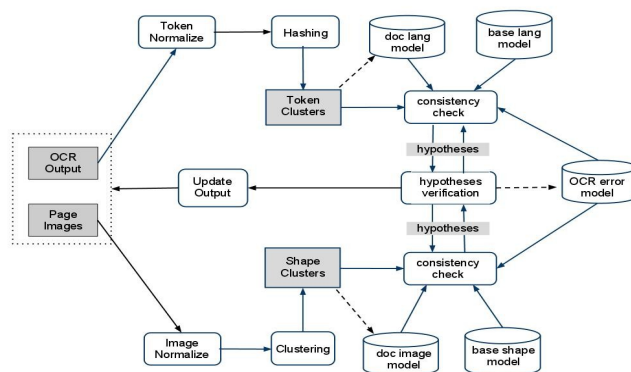 Token
Normalize
Hashing
doc lang
model
base lang
model
Token
Clusters
consistency
check
hypotheses
OCR
Output
Update
Output
hypotheses
verification
OCR error
model
Page
Images
hypotheses
Shape
Clusters
consistency
check
Image
Normalize
Clustering
doc image
model
base shape
model